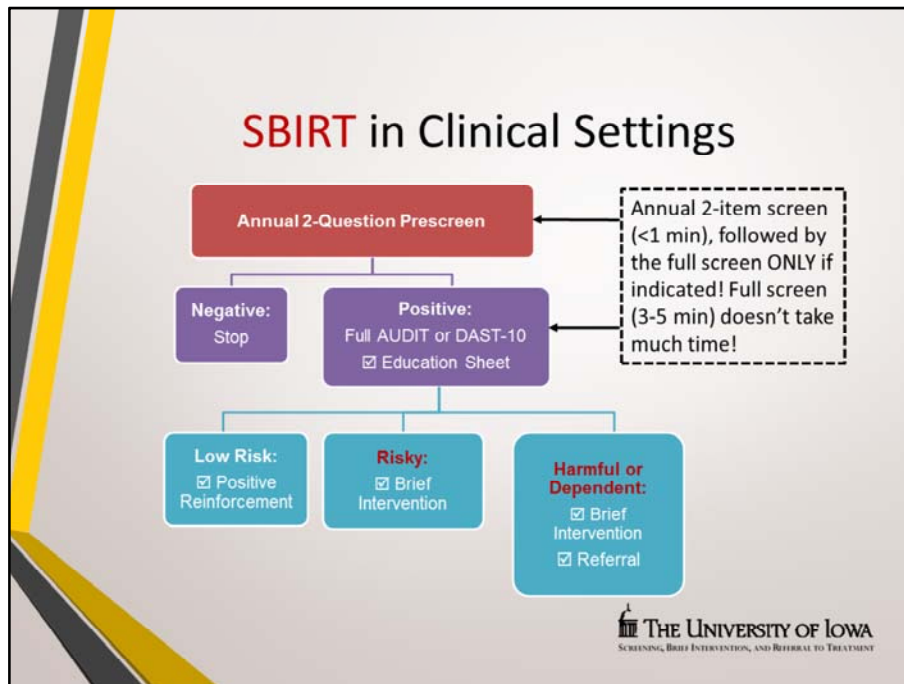 SBIRT in Clinical Settings
Annual 2-Question Prescreen
Annual 2-item screen
(<1 min), followed by
the full screen ONLY if
indicated! Full screen
(3-5 min) doesn't take
much time!
Negative:
Stop
Positive:
Full AUDIT or DAST-10
☑ Education Sheet
Low Risk:
☑ Positive
Reinforcement
Risky:
☑ Brief
Intervention
Harmful or
Dependent:
☑ Brief
Intervention
☑ Referral
THE UNIVERSITY OF IOWA
SCREENING, BRIEF INTERVENTION, AND REFERRAL TO TREATMENT